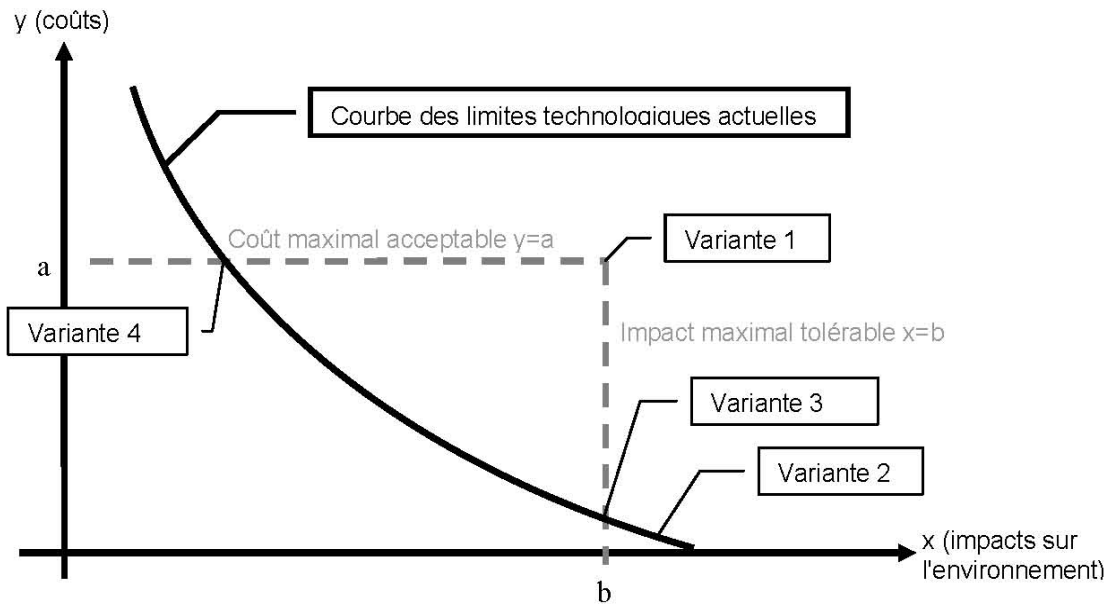 y (coûts)
Courbe des limites technologiques actuelles
Coût maximal acceptable y=a
Variante 1
a
Variante 4
Impact maximal tolérable x=b
Variante 3
Variante 2
x (impacts sur
l'environnement)
b